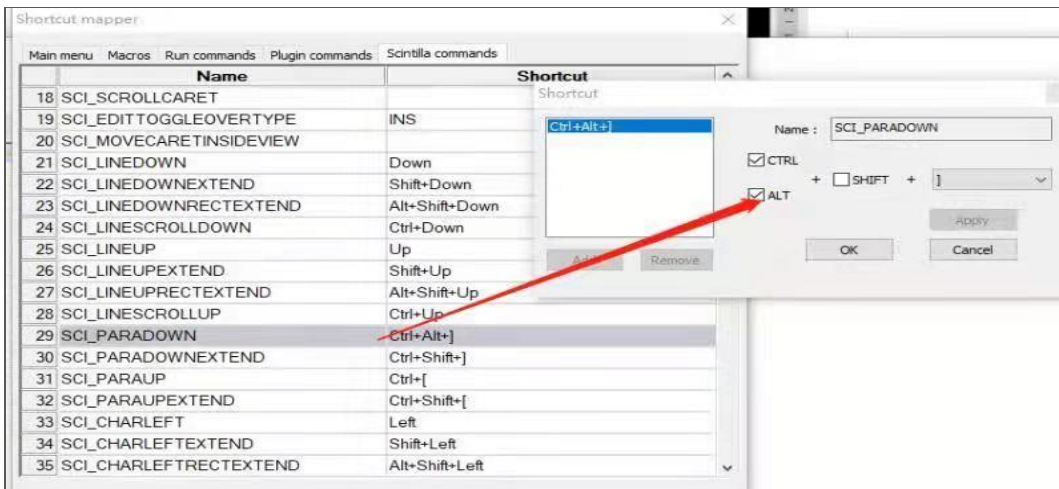 Shortcut mapper
Main menu Macros Run commands Plugin commands Scintilla commands
Name Shortcut
18 SCI_SCROLLCARET
19 SCI_EDITTOGGLEOVERTYPE INS
20 SCI_MOVECARETINSIDEVIEW
21 SCI_LINEDOWN Down
22 SCI_LINEDOWNEXTEND Shift+Down
23 SCI_LINEDOWNRECTEXTEND Alt+Shift+Down
24 SCI_LINESCROLLDOWN Ctrl+Down
25 SCI_LINEUP Up
26 SCI_LINEUPEXTEND Shift+Up
27 SCI_LINEUPRECTEXTEND Alt+Shift+Up
28 SCI_LINESCROLLUP Ctrl+Up
29 SCI_PARADOWN Ctrl+Alt+]
30 SCI_PARADOWNEXTEND Ctrl+Shift+]
31 SCI_PARAUP Ctrl+[
32 SCI_PARAUPEXTEND Ctrl+Shift+[
33 SCI_CHARLEFT Left
34 SCI_CHARLEFTEXTEND Shift+Left
35 SCI_CHARLEFTRECTEXTEND Alt+Shift+Left
Shortcut
Ctrl+Alt+]
Name : SCI_PARADOWN
CTRL
+ SHIFT + ]
ALT
Apply
OK Cancel
Add Remove